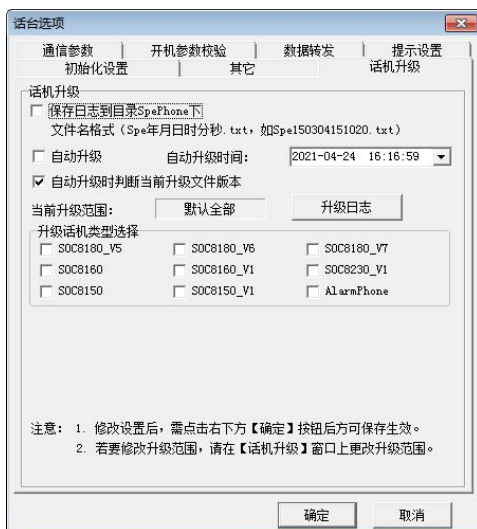 话台选项
通信参数 开机参数校验 数据转发 提示设置
初始化设置 其它 话机升级
话机升级
保存日志到目录SpePhone下
文件名格式(Spe年月日时分秒.txt, 如Spe150304151020.txt)
自动升级 自动升级时间: 2021-04-24 16:16:59
自动升级时判断当前升级文件版本
当前升级范围: 默认全部 升级日志
升级话机类型选择
SOC8180_V5 SOC8180_V6 SOC8180_V7
SOC8160 SOC8160_V1 SOC8230_V1
SOC8150 SOC8150_V1 AlarmPhone
注意: 1. 修改设置后,需点击右下方【确定】按钮后方可保存生效。
2. 若要修改升级范围,请在【话机升级】窗口上更改升级范围。
确定 取消